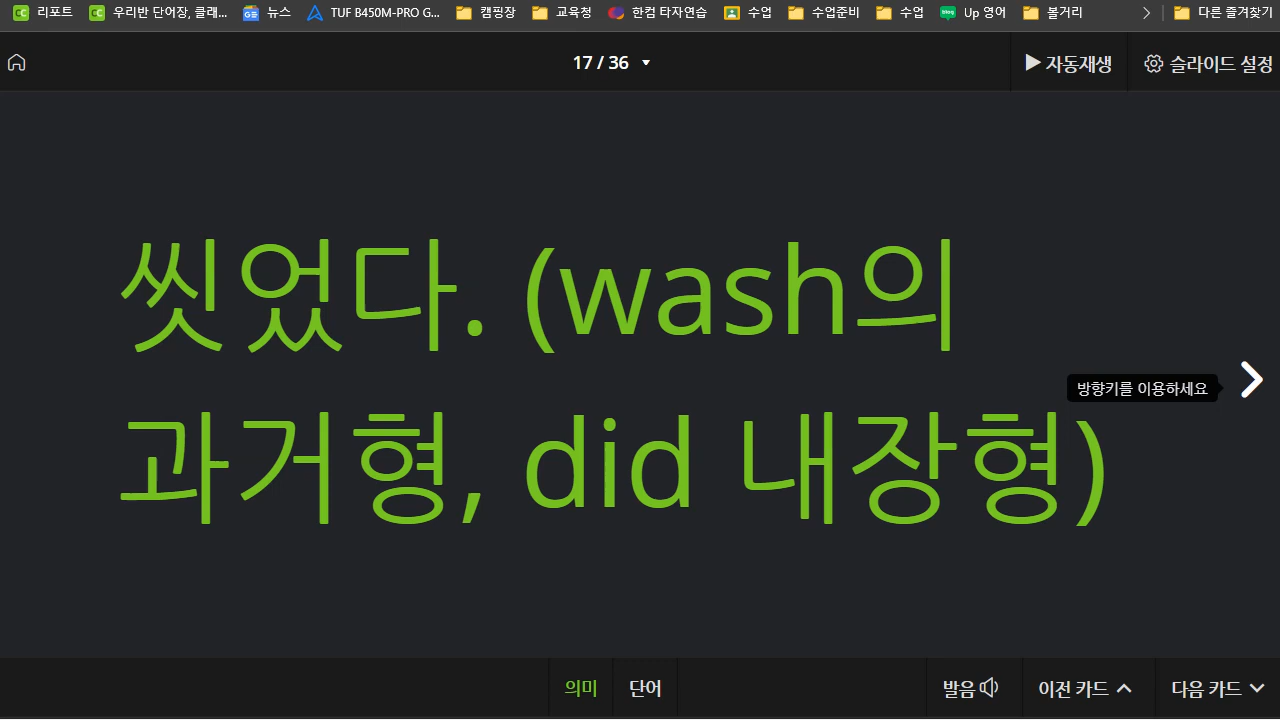 리포트 우리반 단어장, 클래... 뉴스 TUF B450M-PRO G... 캠핑장 교육청 한컴 타자연습 수업 수업준비 수업 Up 영어 볼거리 다른 즐겨찾기
17 / 36 자동재생 슬라이드 설정
씻었다. (wash의
방향키를 이용하세요
과거형, did 내장형)
의미 단어 발음 이전 카드 다음 카드